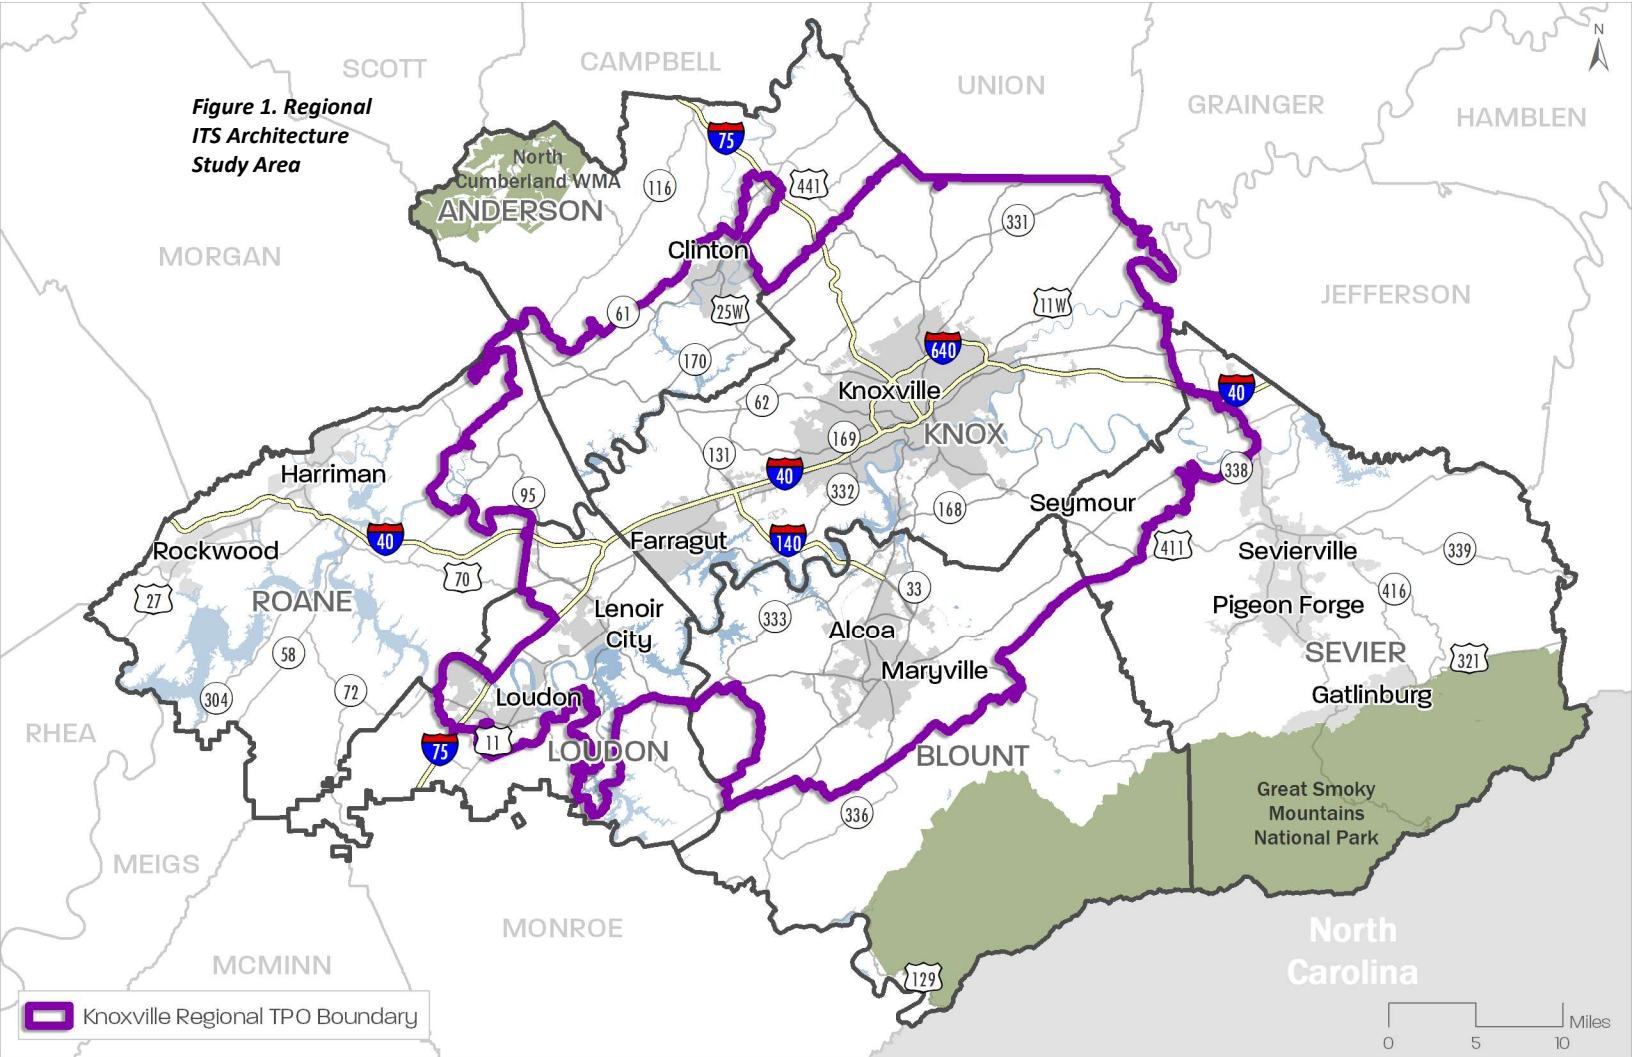 Figure 1. Regional
ITS Architecture
Study Area
SCOTT
CAMPBELL
UNION
GRAINGER
HAMBLEN
N
75
North
Cumberland WMA
ANDERSON
116
441
331
MORGAN
Clinton
JEFFERSON
61
25W
11W
170
640
Knoxville
40
62
KNOX
169
131
40
332
338
Harriman
95
168
Seymour
Rockwood
40
Farragut
140
411
Sevierville
339
27
70
ROANE
33
416
Pigeon Forge
Lenoir
City
333
Alcoa
58
SEVIER
321
Maryville
304
72
Loudon
Gatlinburg
RHEA
75
11
LOUDON
BLOUNT
Great Smoky
Mountains
National Park
336
MEIGS
MONROE
North
Carolina
MCMINN
129
Knoxville Regional TPO Boundary
Miles
0 5 10